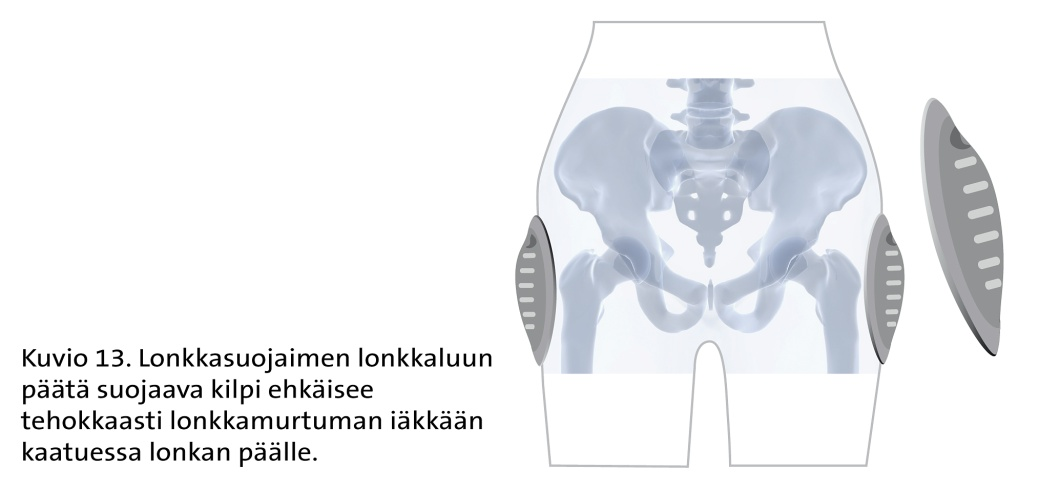 Kuvio 13. Lonkkasuojaimen lonkkaluun
päätä suojaava kilpi ehkäisee
tehokkaasti lonkkamurtuman iäkkään
kaatuessa lonkan päälle.